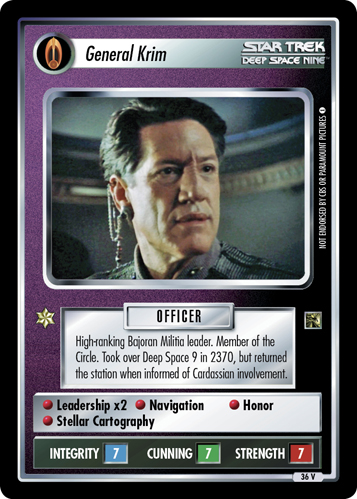 General Krim
STAR TREK
DEEP SPACE NINE™
NOT ENDORSED BY CBS OR PARAMOUNT PICTURES
OFFICER
High-ranking Bajoran Militia leader. Member of the
Circle. Took over Deep Space 9 in 2370, but returned
the station when informed of Cardassian involvement.
Leadership x2 Navigation Honor
Stellar Cartography
INTEGRITY 7 CUNNING 7 STRENGTH 7
36 V